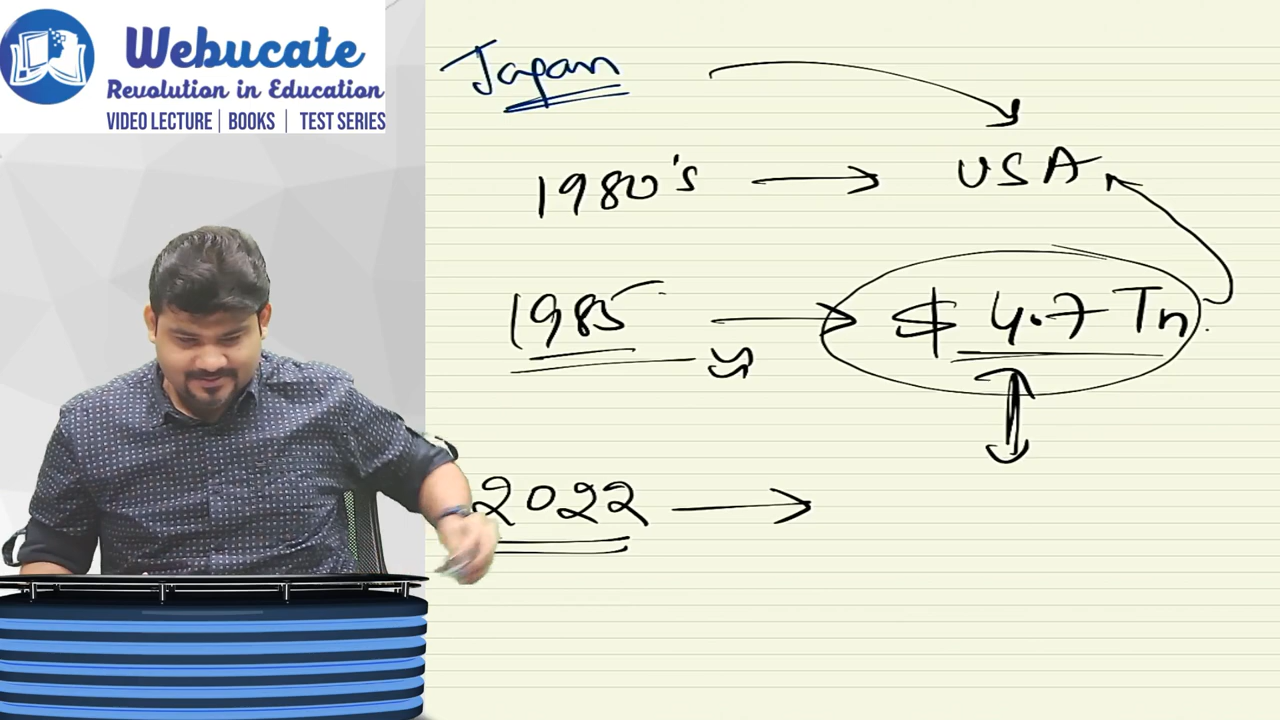 Webucate
Revolution in Education
VIDEO LECTURE | BOOKS | TEST SERIES
Japan
1980's → USA
1985 → $ 4.7 Tn
2022 →